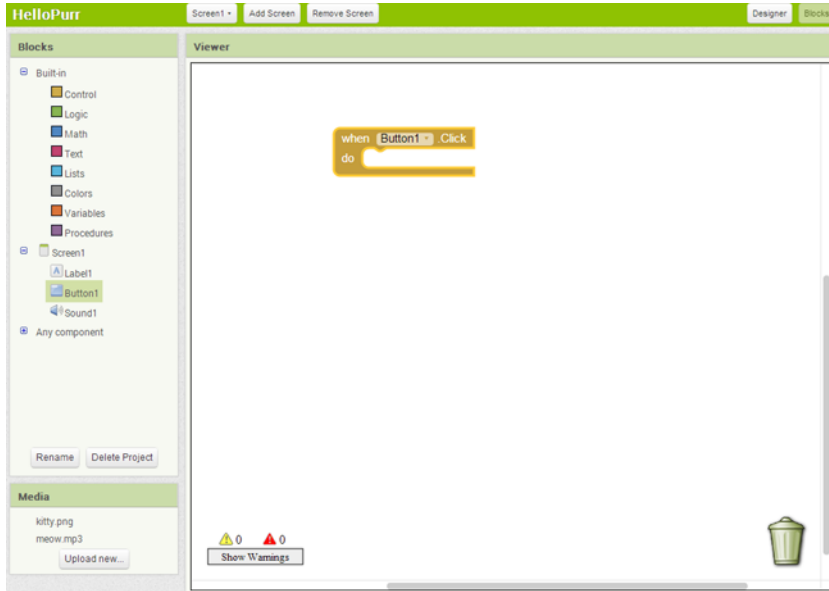 HelloPurr Screen1 Add Screen Remove Screen Designer Blocks
Blocks
Viewer
Built-in
Control
Logic
Math
Text
Lists
Colors
Variables
Procedures
Screen1
A Label1
Button1
Sound1
Any component
Rename Delete Project
when Button1 .Click
do
Media
kitty.png
meow.mp3
Upload new...
0 0
Show Warnings